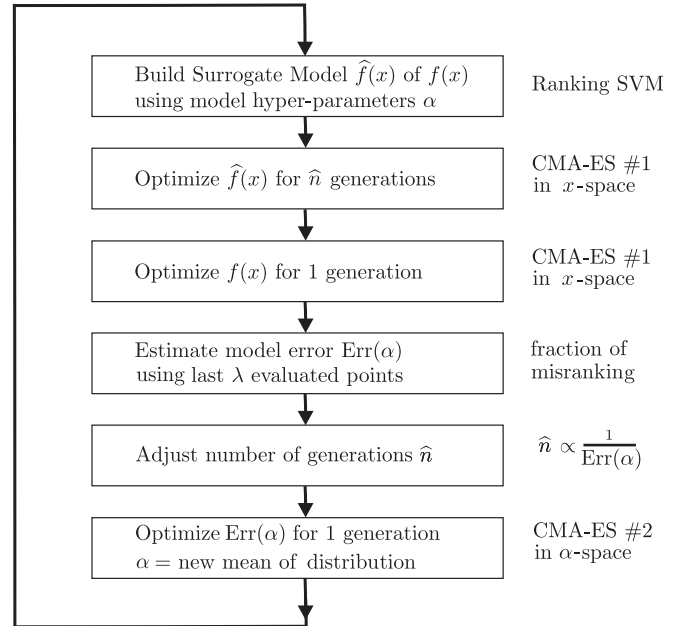 Build Surrogate Model f̂(x) of f(x)
using model hyper-parameters α
Ranking SVM
Optimize f̂(x) for n̂ generations
CMA-ES #1
in x-space
Optimize f(x) for 1 generation
CMA-ES #1
in x-space
Estimate model error Err(α)
using last λ evaluated points
fraction of
misranking
Adjust number of generations n̂
n̂ ∝ 1/Err(α)
Optimize Err(α) for 1 generation
α = new mean of distribution
CMA-ES #2
in α-space